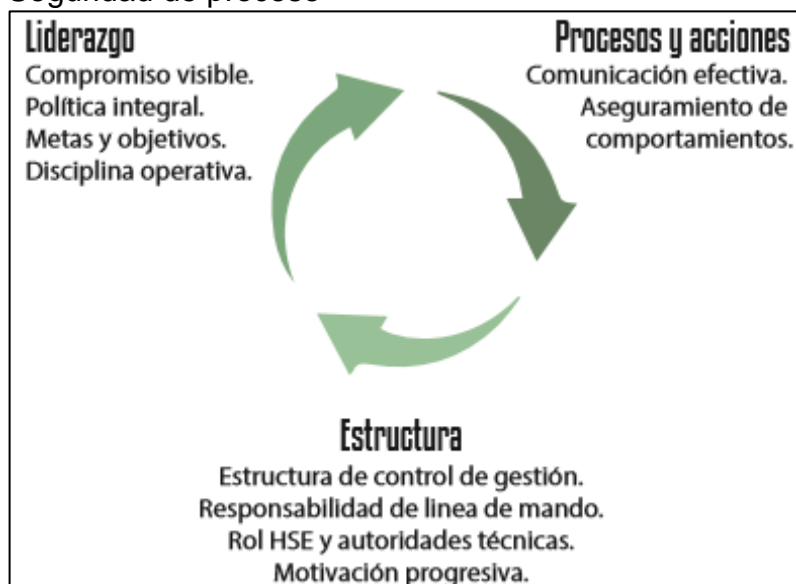 Seguridad de proceso
Liderazgo
Compromiso visible.
Política integral.
Metas y objetivos.
Disciplina operativa.
Procesos y acciones
Comunicación efectiva.
Aseguramiento de
comportamientos.
Estructura
Estructura de control de gestión.
Responsabilidad de linea de mando.
Rol HSE y autoridades técnicas.
Motivación progresiva.